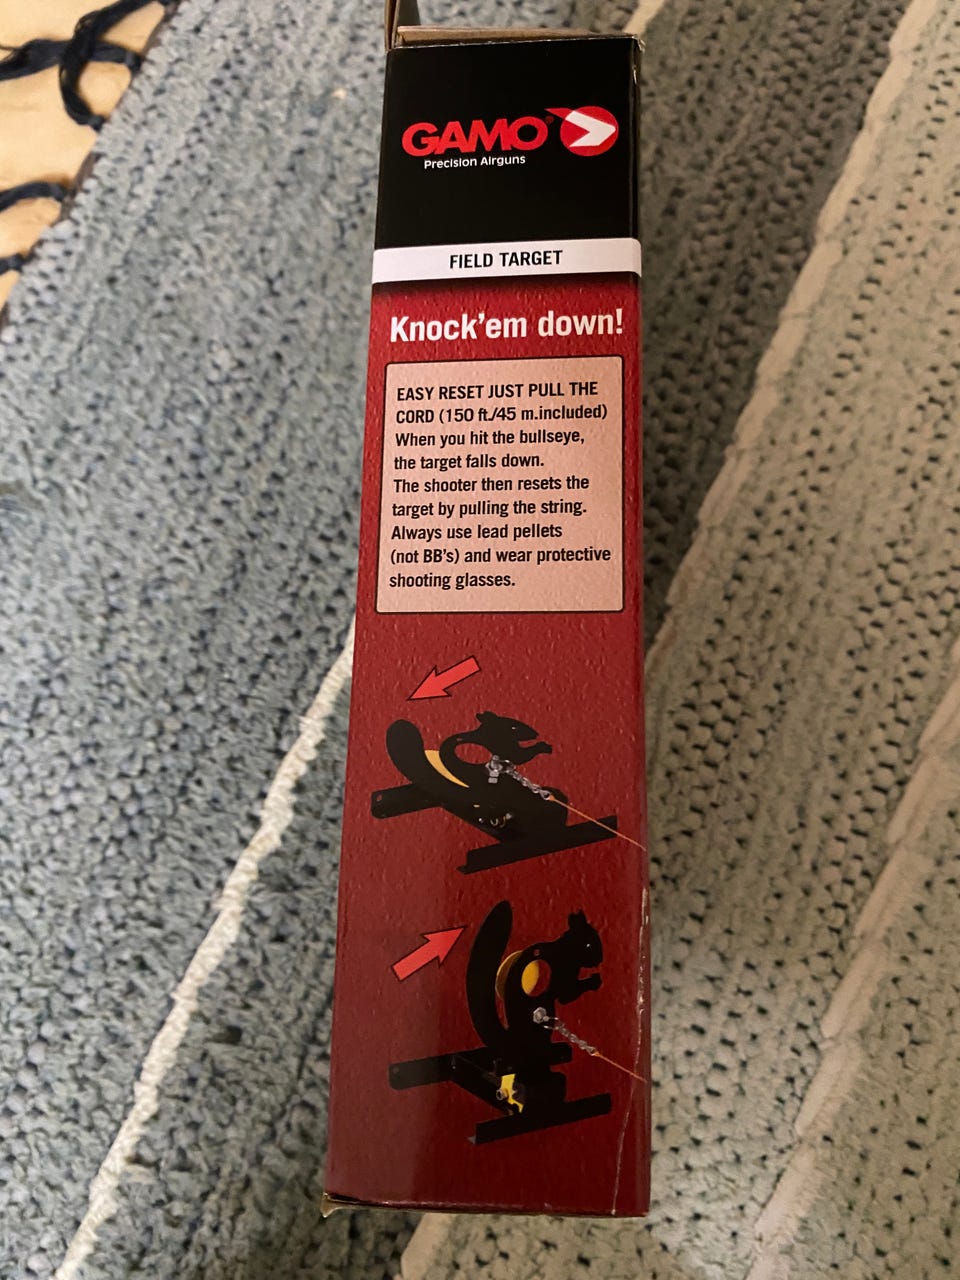 GAMO®
Precision Airguns
FIELD TARGET
Knock'em down!
EASY RESET JUST PULL THE
CORD (150 ft./45 m.included)
When you hit the bullseye,
the target falls down.
The shooter then resets the
target by pulling the string.
Always use lead pellets
(not BB's) and wear protective
shooting glasses.